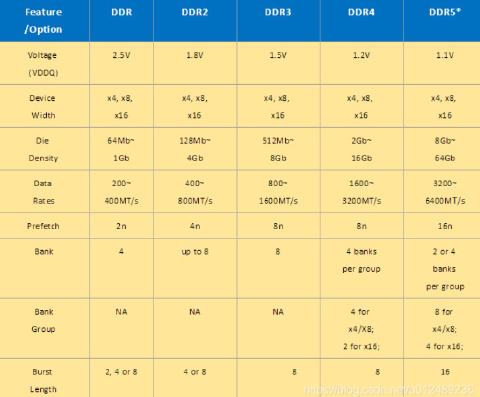 Feature /Option DDR DDR2 DDR3 DDR4 DDR5*
Voltage (VDDQ) 2.5V 1.8V 1.5V 1.2V 1.1V
Device Width x4, x8, x16 x4, x8, x16 x4, x8, x16 x4, x8, x16 x4, x8, x16
Die Density 64Mb~ 1Gb 128Mb~ 4Gb 512Mb~ 8Gb 2Gb~ 16Gb 8Gb~ 64Gb
Data Rates 200~ 400MT/s 400~ 800MT/s 800~ 1600MT/s 1600~ 3200MT/s 3200~ 6400MT/s
Prefetch 2n 4n 8n 8n 16n
Bank 4 up to 8 8 4 banks per group 2 or 4 banks per group
Bank Group NA NA NA 4 for x4/X8; 2 for x16; 8 for x4/x8; 4 for x16;
Burst Length 2, 4 or 8 4 or 8 8 8 16